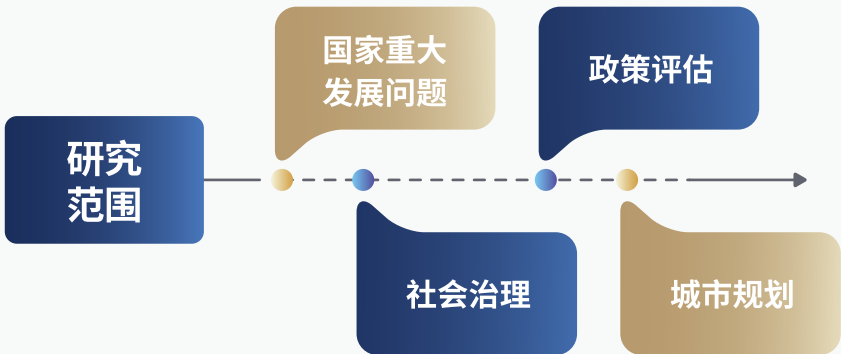 研究
范围
国家重大
发展问题
社会治理
政策评估
城市规划